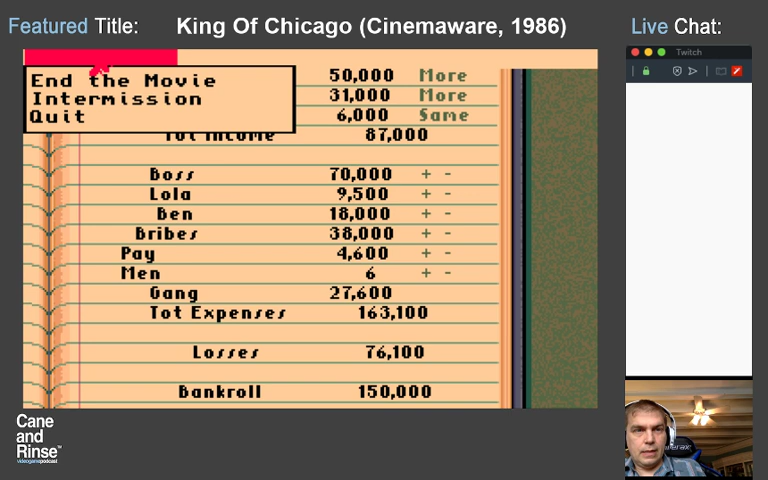 Featured Title: King Of Chicago (Cinemaware, 1986)
Live Chat:
Twitch
End the Movie
Intermission
Quit
50,000 More
31,000 More
6,000 Same
Tot Income 87,000
Boss 70,000 + -
Lola 9,500 + -
Ben 18,000 + -
Bribes 38,000 + -
Pay 4,600 + -
Men 6 + -
Gang 27,600
Tot Expenses 163,100
Losses 76,100
Bankroll 150,000
Cane
and
Rinse™
videogamepodcast